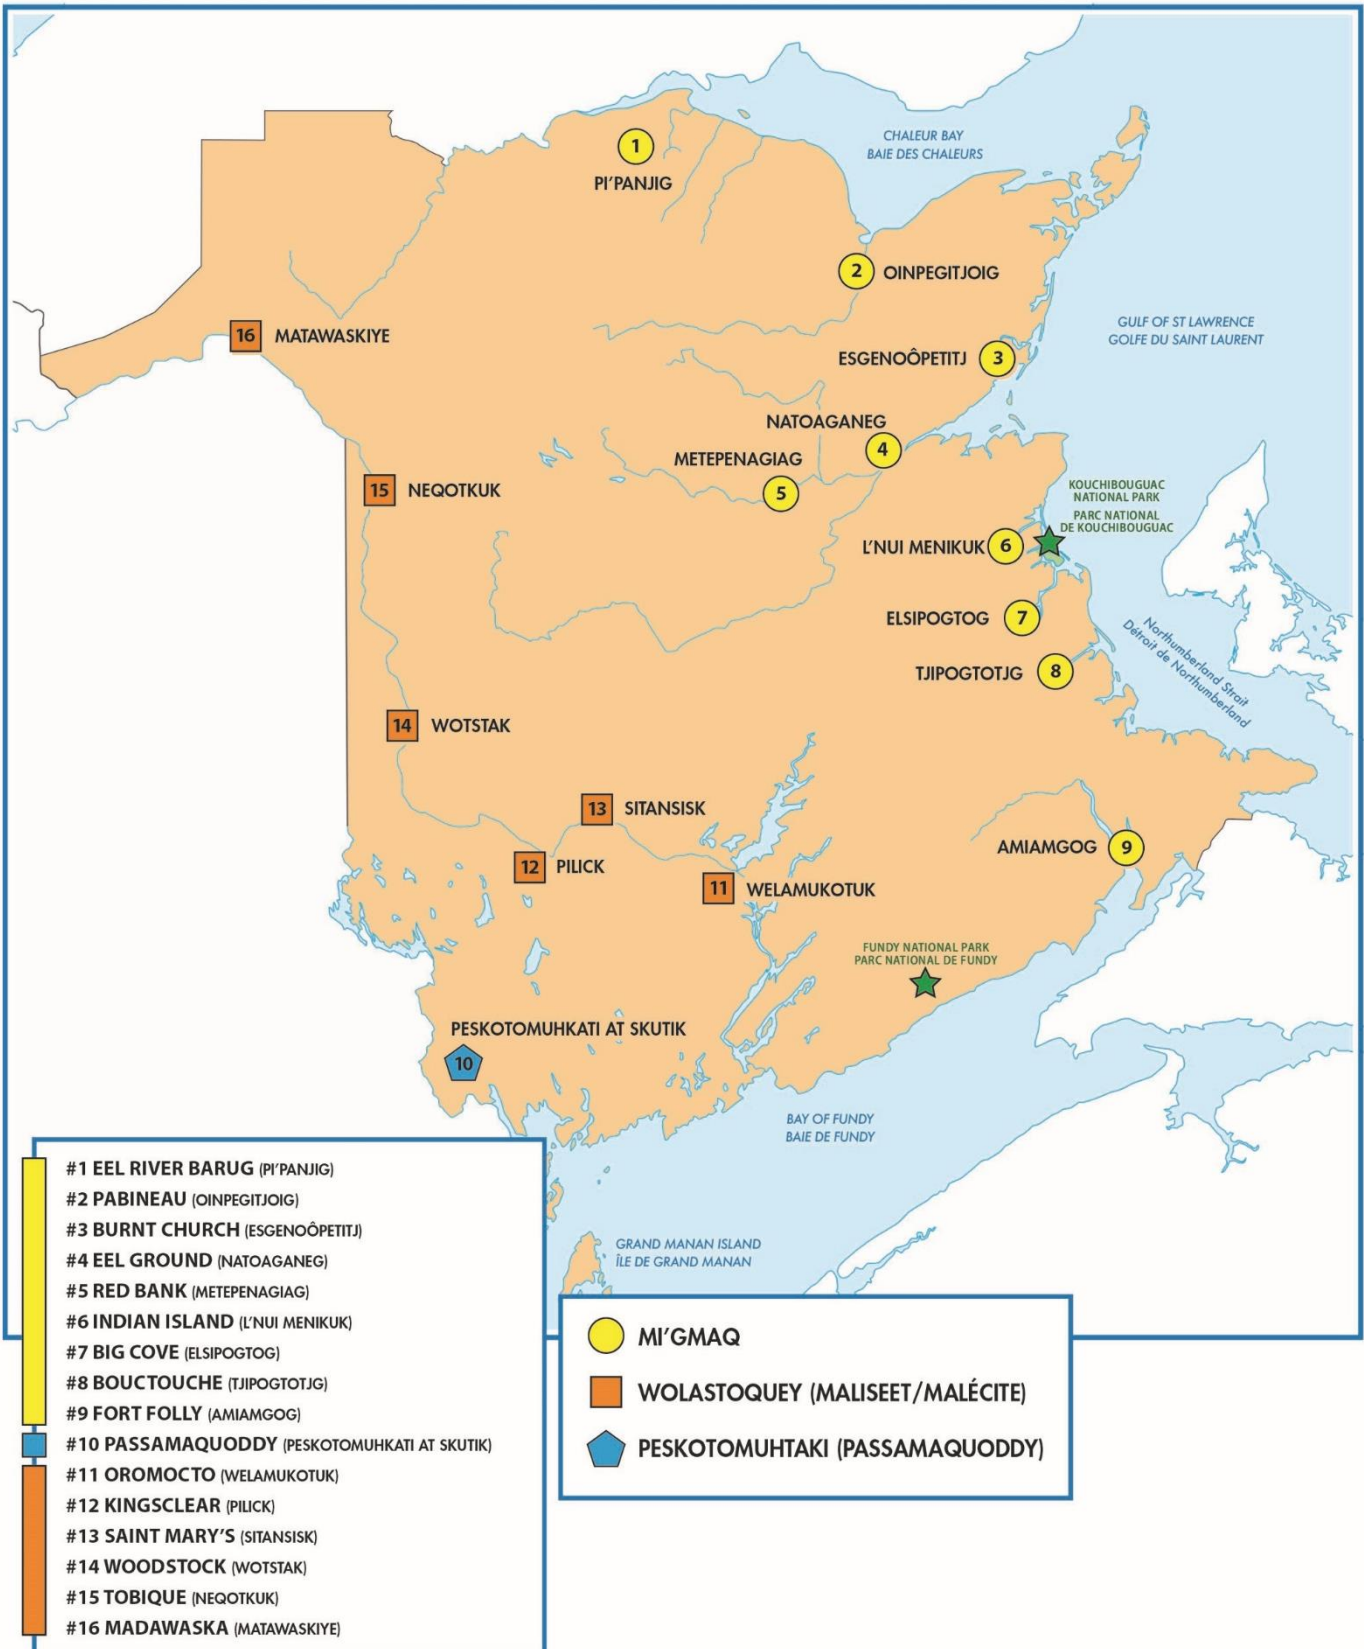 CHALEUR BAY
BAIE DES CHALEURS
1
PI'PANJIG
2 OINPEGITJOIG
GULF OF ST LAWRENCE
GOLFE DU SAINT LAURENT
16 MATAWASKIYE
ESGENOÔPETITJ 3
NATOAGANEG
4
METEPENAGIAG
5
15 NEQOTKUK
KOUCHIBOUGUAC
NATIONAL PARK
PARC NATIONAL
DE KOUCHIBOUGUAC
L'NUI MENIKUK 6
ELSIPOGTOG 7
Northumberland Strait
Détroit de Northumberland
TJIPOGTOTJG 8
14 WOTSTAK
13 SITANSISK
AMIAMGOG 9
12 PILICK
11 WELAMUKOTUK
FUNDY NATIONAL PARK
PARC NATIONAL DE FUNDY
PESKOTOMUHKATI AT SKUTIK
10
BAY OF FUNDY
BAIE DE FUNDY
GRAND MANAN ISLAND
ÎLE DE GRAND MANAN
#1 EEL RIVER BARUG (PI'PANJIG)
#2 PABINEAU (OINPEGITJOIG)
#3 BURNT CHURCH (ESGENOÔPETITJ)
#4 EEL GROUND (NATOAGANEG)
#5 RED BANK (METEPENAGIAG)
#6 INDIAN ISLAND (L'NUI MENIKUK)
#7 BIG COVE (ELSIPOGTOG)
#8 BOUCTOUCHE (TJIPOGTOTJG)
#9 FORT FOLLY (AMIAMGOG)
#10 PASSAMAQUODDY (PESKOTOMUHKATI AT SKUTIK)
#11 OROMOCTO (WELAMUKOTUK)
#12 KINGSCLEAR (PILICK)
#13 SAINT MARY'S (SITANSISK)
#14 WOODSTOCK (WOTSTAK)
#15 TOBIQUE (NEQOTKUK)
#16 MADAWASKA (MATAWASKIYE)
MI'GMAQ
WOLASTOQUEY (MALISEET/MALÉCITE)
PESKOTOMUHTAKI (PASSAMAQUODDY)